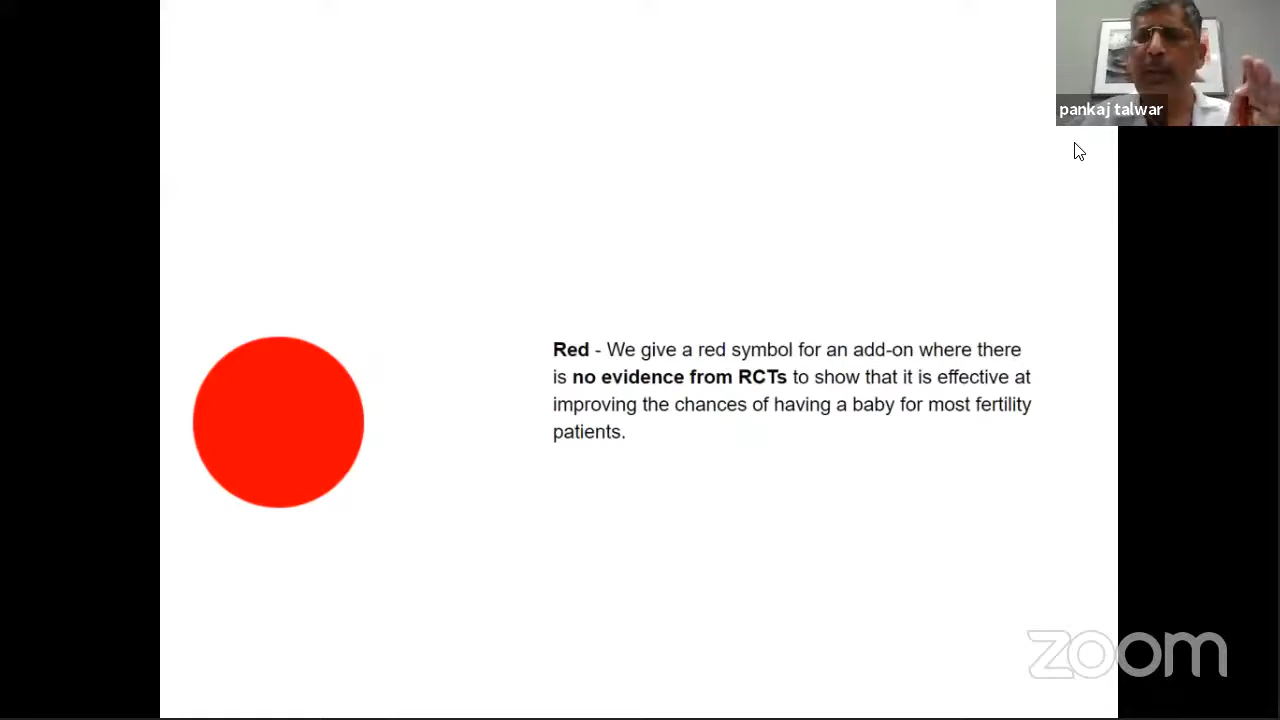 pankaj talwar
Red - We give a red symbol for an add-on where there
is no evidence from RCTs to show that it is effective at
improving the chances of having a baby for most fertility
patients.
zoom